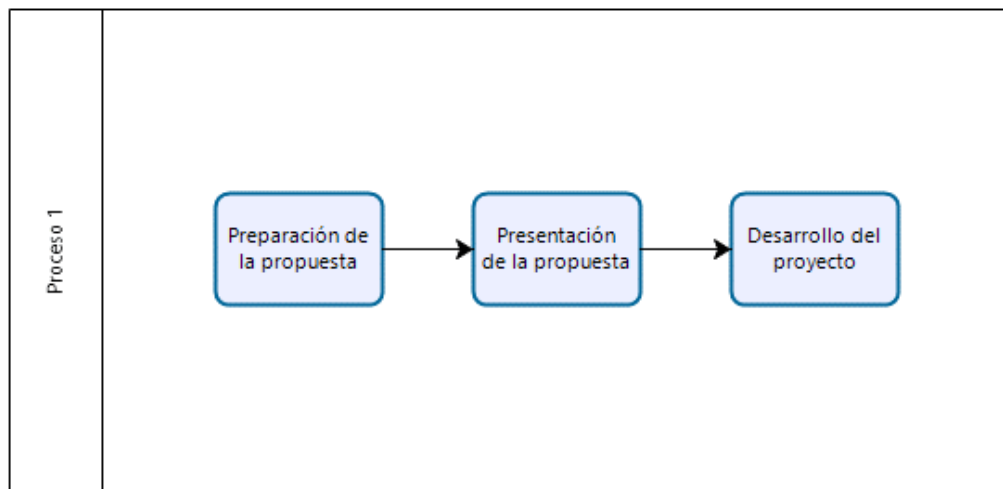 Proceso 1
Preparación de
la propuesta
Presentación
de la propuesta
Desarrollo del
proyecto